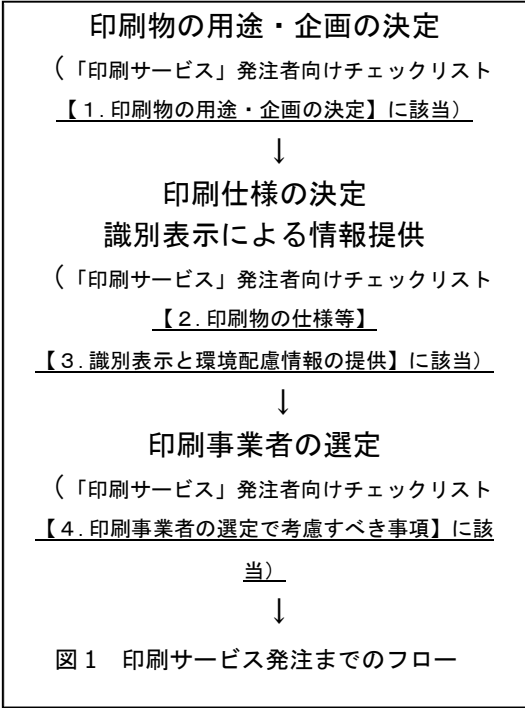 印刷物の用途・企画の決定
(「印刷サービス」発注者向けチェックリスト
【1.印刷物の用途・企画の決定】に該当)
↓
印刷仕様の決定
識別表示による情報提供
(「印刷サービス」発注者向けチェックリスト
【2.印刷物の仕様等】
【3.識別表示と環境配慮情報の提供】に該当)
↓
印刷事業者の選定
(「印刷サービス」発注者向けチェックリスト
【4.印刷事業者の選定で考慮すべき事項】に該
当)
↓
図1 印刷サービス発注までのフロー